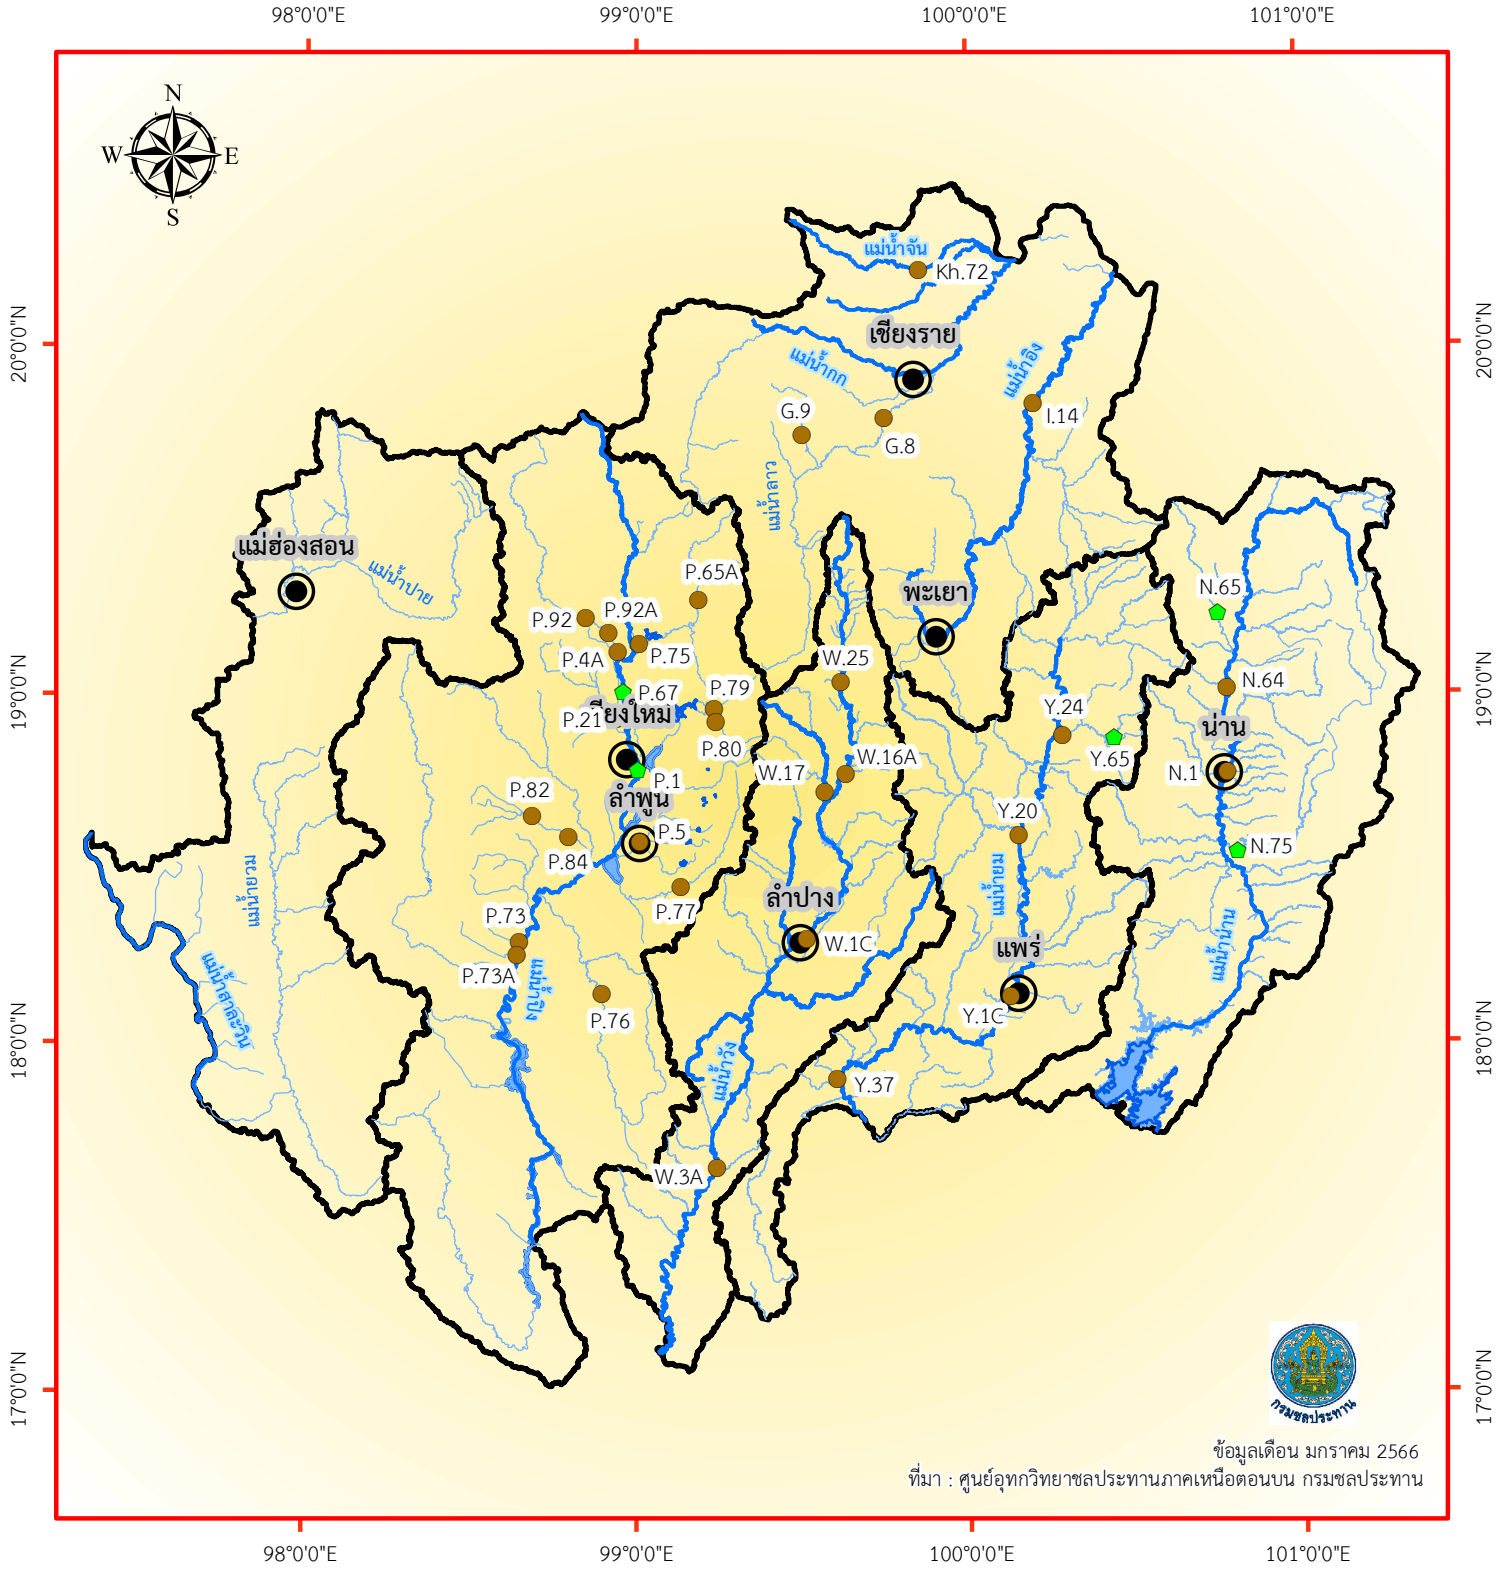 98°0'0"E
99°0'0"E
100°0'0"E
101°0'0"E
N
W
E
S
20°0'0"N
20°0'0"N
19°0'0"N
19°0'0"N
18°0'0"N
18°0'0"N
17°0'0"N
17°0'0"N
แม่น้ำจัน
Kh.72
เชียงราย
แม่น้ำกก
แม่น้ำอิง
G.9
G.8
I.14
แม่น้ำลาว
แม่ฮ่องสอน
แม่น้ำปาย
P.65A
P.92A
P.92
P.4A
P.75
พะเยา
N.65
W.25
P.67
P.79
N.64
P.21
Y.24
น่าน
P.80
Y.65
W.16A
W.17
N.1
P.1
P.82
ลำพูน
Y.20
P.5
N.75
P.84
แม่น้ำยวม
แม่น้ำยม
P.77
ลำปาง
P.73
W.1C
แพร่
แม่น้ำน่าน
P.73A
แม่น้ำปิง
แม่น้ำสาละวิน
P.76
Y.1C
แม่น้ำวัง
Y.37
W.3A
กรมชลประทาน
ข้อมูลเดือน มกราคม 2566
ที่มา : ศูนย์อุทกวิทยาชลประทานภาคเหนือตอนบน กรมชลประทาน
98°0'0"E
99°0'0"E
100°0'0"E
101°0'0"E